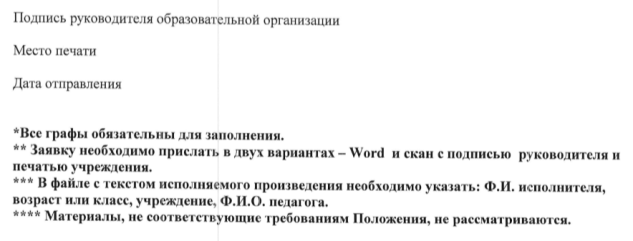 Подпись руководителя образовательной организации
Место печати
Дата отправления
*Все графы обязательны для заполнения.
** Заявку необходимо прислать в двух вариантах – Word и скан с подписью руководителя и
печатью учреждения.
*** В файле с текстом исполняемого произведения необходимо указать: Ф.И. исполнителя,
возраст или класс, учреждение, Ф.И.О. педагога.
**** Материалы, не соответствующие требованиям Положения, не рассматриваются.